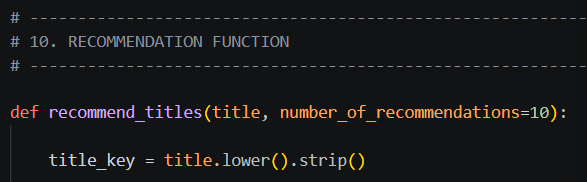 # ---------------------------------------------------------
# 10. RECOMMENDATION FUNCTION
# ---------------------------------------------------------
def recommend_titles(title, number_of_recommendations=10):
    title_key = title.lower().strip()